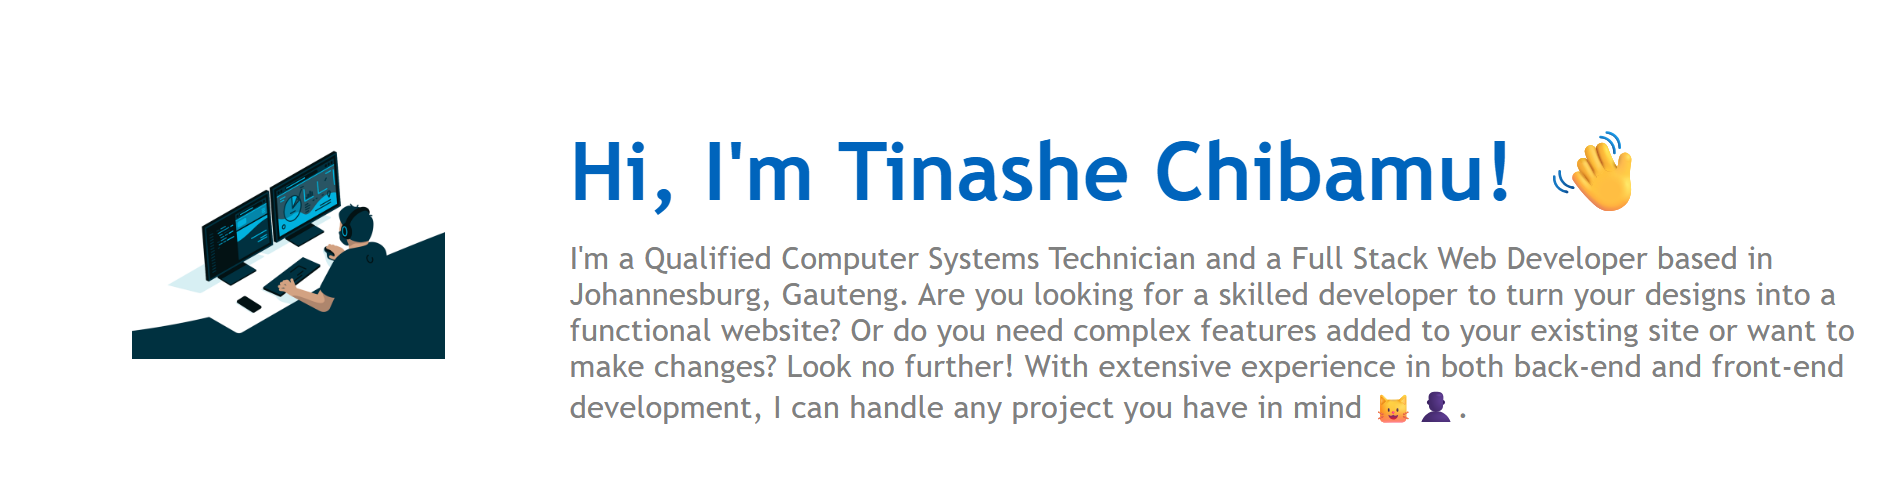 Hi, I'm Tinashe Chibamu! 👋
I'm a Qualified Computer Systems Technician and a Full Stack Web Developer based in
Johannesburg, Gauteng. Are you looking for a skilled developer to turn your designs into a
functional website? Or do you need complex features added to your existing site or want to
make changes? Look no further! With extensive experience in both back-end and front-end
development, I can handle any project you have in mind 😺👤.